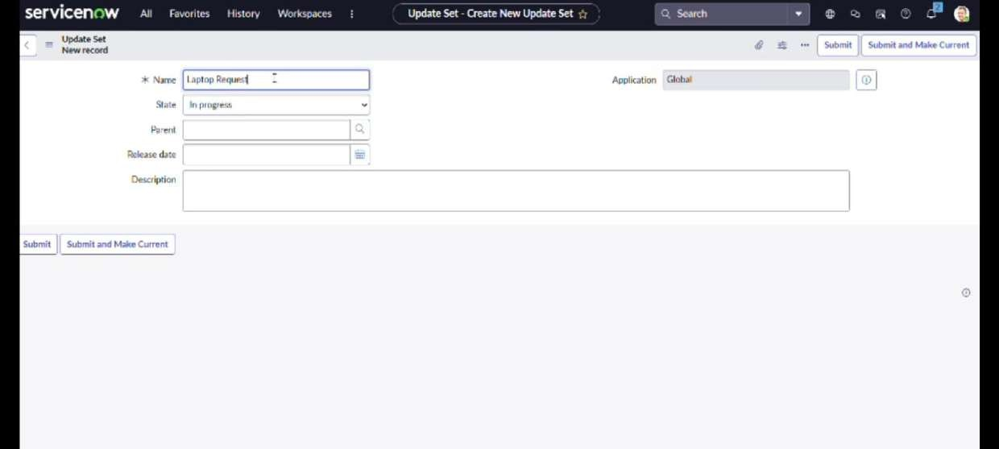 servicenow All Favorites History Workspaces Update Set - Create New Update Set Search 2
Update Set
New record
Submit Submit and Make Current
* Name Laptop Request Application Global
State In progress
Parent
Release date
Description
Submit Submit and Make Current